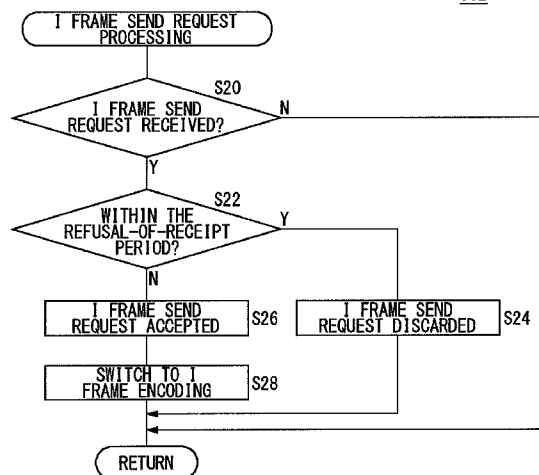 I FRAME SEND REQUEST
PROCESSING
S20
I FRAME SEND
REQUEST RECEIVED?
N
Y
S22
WITHIN THE
REFUSAL-OF-RECEIPT
PERIOD?
Y
N
I FRAME SEND
REQUEST ACCEPTED
S26
I FRAME SEND
REQUEST DISCARDED
S24
SWITCH TO I
FRAME ENCODING
S28
RETURN